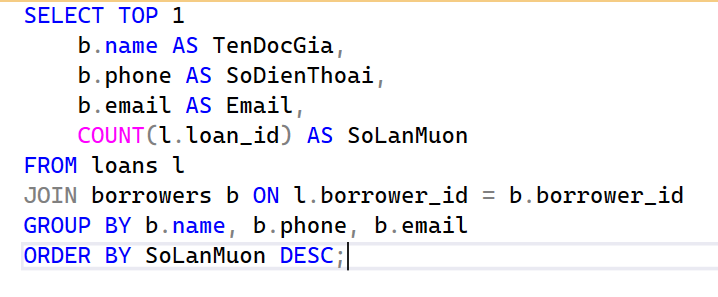 SELECT TOP 1
b.name AS TenDocGia,
b.phone AS SoDienThoai,
b.email AS Email,
COUNT(l.loan_id) AS SoLanMuon
FROM loans l
JOIN borrowers b ON l.borrower_id = b.borrower_id
GROUP BY b.name, b.phone, b.email
ORDER BY SoLanMuon DESC;